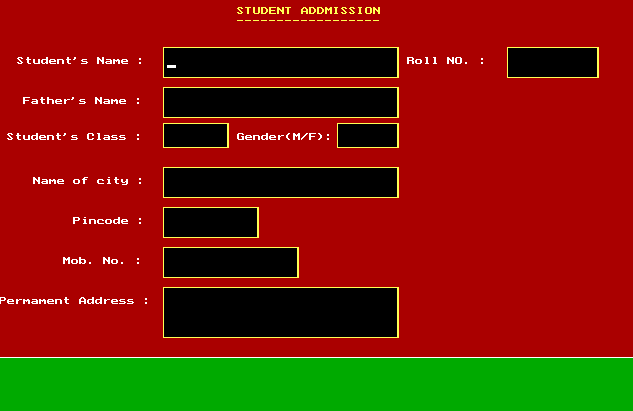 STUDENT ADDMISSION
Student's Name : Roll NO. :
Father's Name :
Student's Class : Gender(M/F):
Name of city :
Pincode :
Mob. No. :
Permament Address :